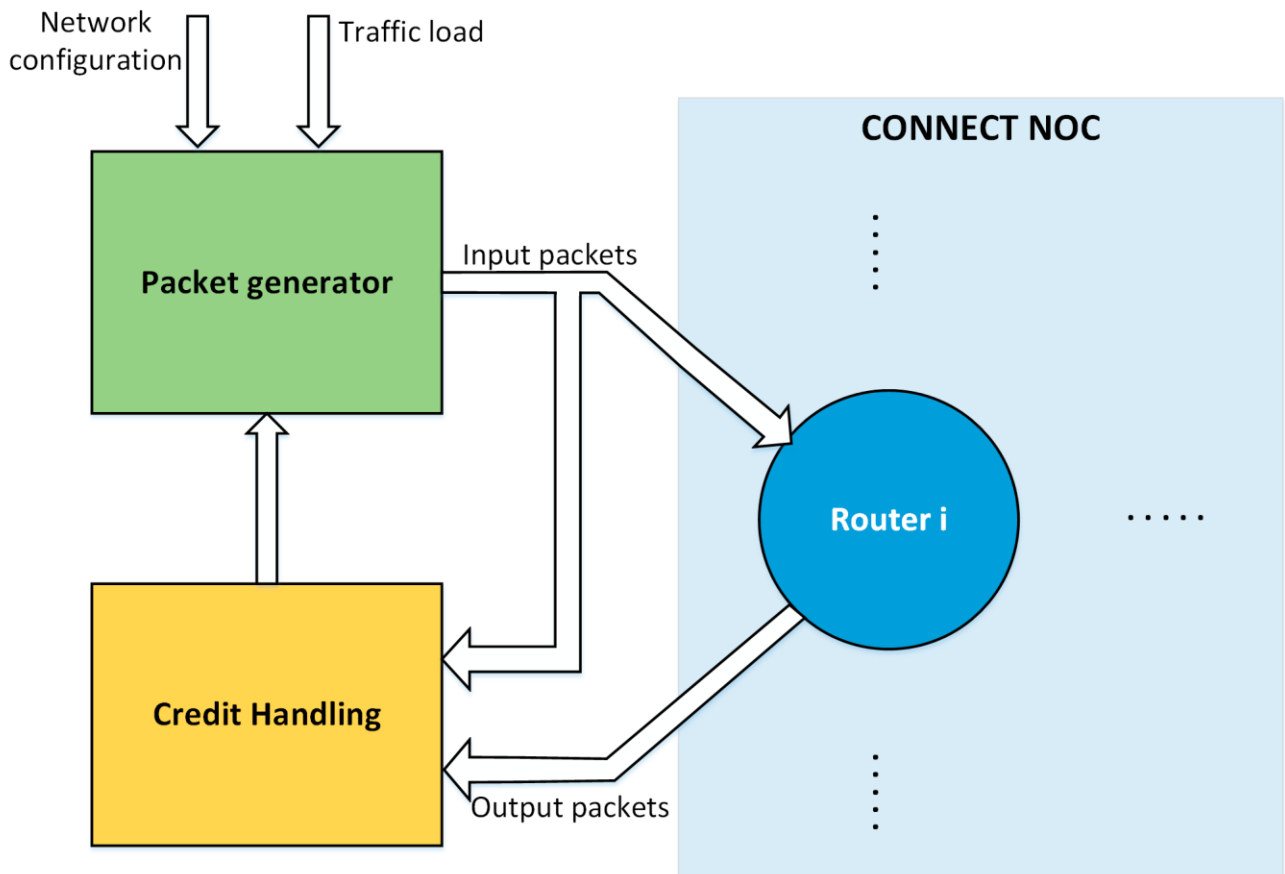 Network
configuration
Traffic load
CONNECT NOC
Input packets
Packet generator
Router i
Credit Handling
Output packets